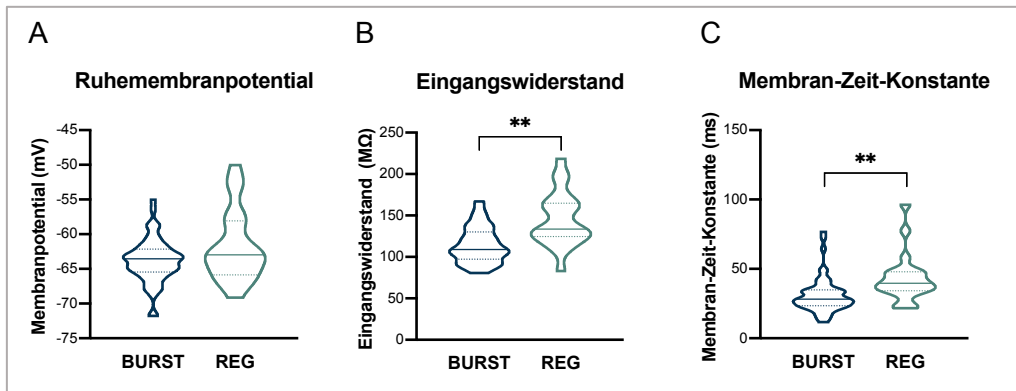 A
Ruhemembranpotential
Membranpotential (mV)
-45
-50
-55
-60
-65
-70
-75
BURST
REG
B
Eingangswiderstand
Eingangswiderstand (MΩ)
250
200
150
100
50
0
**
BURST
REG
C
Membran-Zeit-Konstante
Membran-Zeit-Konstante (ms)
150
100
50
0
**
BURST
REG